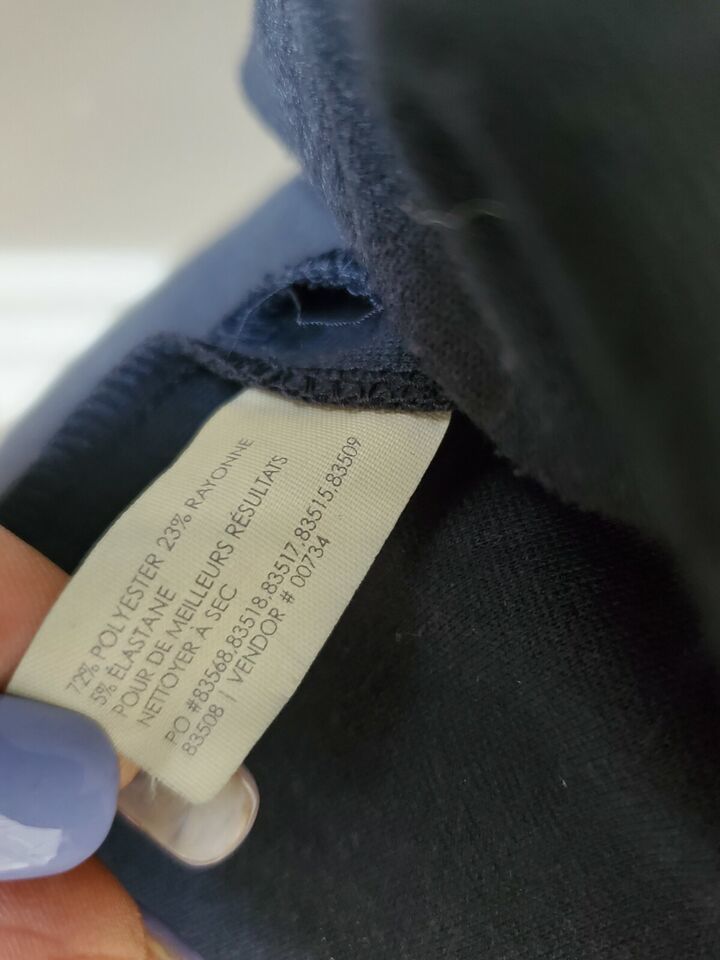 72% POLYESTER 23% RAYONNE
5% ÉLASTANE
POUR DE MEILLEURS RÉSULTATS
NETTOYER À SEC
PO #83568,83518,83517,83515,83509
83508 | VENDOR # 00734